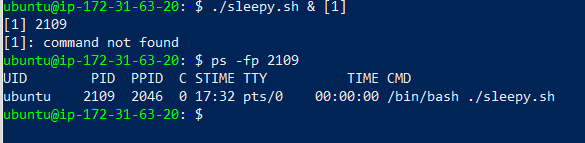 ubuntu@ip-172-31-63-20:~$ ./sleepy.sh & [1]
[1] 2109
[1]: command not found
ubuntu@ip-172-31-63-20:~$ ps -fp 2109
UID        PID  PPID  C STIME TTY          TIME CMD
ubuntu    2109  2046  0 17:32 pts/0    00:00:00 /bin/bash ./sleepy.sh
ubuntu@ip-172-31-63-20:~$